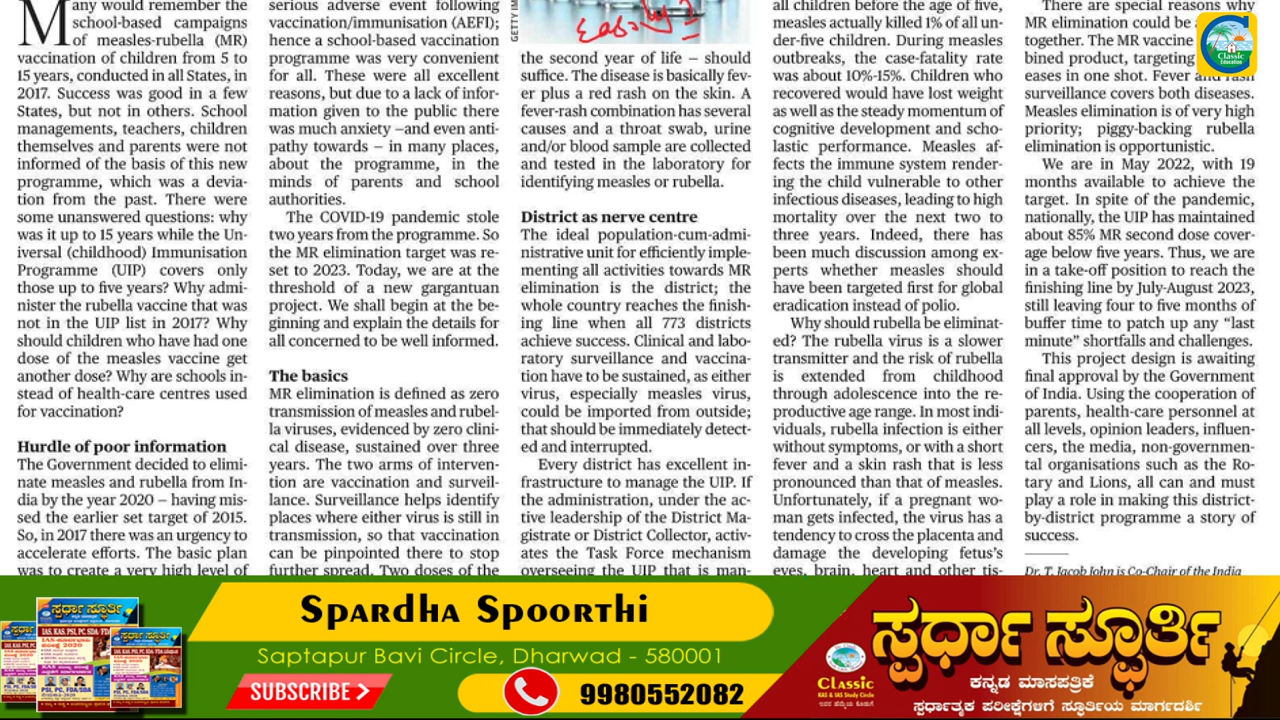 any would remember the
M school-based campaigns
of measles-rubella (MR)
vaccination of children from 5 to
15 years, conducted in all States, in
2017. Success was good in a few
States, but not in others. School
managements, teachers, children
themselves and parents were not
informed of the basis of this new
programme, which was a devia-
tion from the past. There were
some unanswered questions: why
was it up to 15 years while the Un-
iversal (childhood) Immunisation
Programme (UIP) covers only
those up to five years? Why admi-
nister the rubella vaccine that was
not in the UIP list in 2017? Why
should children who have had one
dose of the measles vaccine get
another dose? Why are schools in-
stead of health-care centres used
for vaccination?
Hurdle of poor information
The Government decided to elimi-
nate measles and rubella from In-
dia by the year 2020 – having mis-
sed the earlier set target of 2015.
So, in 2017 there was an urgency to
accelerate efforts. The basic plan
was to create a very high level of
serious adverse event following
vaccination/immunisation (AEFI);
hence a school-based vaccination
programme was very convenient
for all. These were all excellent
reasons, but due to a lack of infor-
mation given to the public there
was much anxiety –and even anti-
pathy towards – in many places,
about the programme, in the
minds of parents and school
authorities.
The COVID-19 pandemic stole
two years from the programme. So
the MR elimination target was re-
set to 2023. Today, we are at the
threshold of a new gargantuan
project. We shall begin at the be-
ginning and explain the details for
all concerned to be well informed.
The basics
MR elimination is defined as zero
transmission of measles and rubel-
la viruses, evidenced by zero clini-
cal disease, sustained over three
years. The two arms of interven-
tion are vaccination and surveil-
lance. Surveillance helps identify
places where either virus is still in
transmission, so that vaccination
can be pinpointed there to stop
further spread. Two doses of the
GETTY IM
Easily?
the second year of life – should
suffice. The disease is basically fev-
er plus a red rash on the skin. A
fever-rash combination has several
causes and a throat swab, urine
and/or blood sample are collected
and tested in the laboratory for
identifying measles or rubella.
District as nerve centre
The ideal population-cum-admi-
nistrative unit for efficiently imple-
menting all activities towards MR
elimination is the district; the
whole country reaches the finish-
ing line when all 773 districts
achieve success. Clinical and labo-
ratory surveillance and vaccina-
tion have to be sustained, as either
virus, especially measles virus,
could be imported from outside;
that should be immediately detect-
ed and interrupted.
Every district has excellent in-
frastructure to manage the UIP. If
the administration, under the ac-
tive leadership of the District Ma-
gistrate or District Collector, activ-
ates the Task Force mechanism
overseeing the UIP that is man-
all children before the age of five,
measles actually killed 1% of all un-
der-five children. During measles
outbreaks, the case-fatality rate
was about 10%-15%. Children who
recovered would have lost weight
as well as the steady momentum of
cognitive development and scho-
lastic performance. Measles af-
fects the immune system render-
ing the child vulnerable to other
infectious diseases, leading to high
mortality over the next two to
three years. Indeed, there has
been much discussion among ex-
perts whether measles should
have been targeted first for global
eradication instead of polio.
Why should rubella be eliminat-
ed? The rubella virus is a slower
transmitter and the risk of rubella
is extended from childhood
through adolescence into the re-
productive age range. In most indi-
viduals, rubella infection is either
without symptoms, or with a short
fever and a skin rash that is less
pronounced than that of measles.
Unfortunately, if a pregnant wo-
man gets infected, the virus has a
tendency to cross the placenta and
damage the developing fetus's
eyes, brain, heart and other tis-
There are special reasons why
MR elimination could be
together. The MR vaccine
bined product, targeting
eases in one shot. Fever and rash
surveillance covers both diseases.
Measles elimination is of very high
priority; piggy-backing rubella
elimination is opportunistic.
We are in May 2022, with 19
months available to achieve the
target. In spite of the pandemic,
nationally, the UIP has maintained
about 85% MR second dose cover-
age below five years. Thus, we are
in a take-off position to reach the
finishing line by July-August 2023,
still leaving four to five months of
buffer time to patch up any “last
minute” shortfalls and challenges.
This project design is awaiting
final approval by the Government
of India. Using the cooperation of
parents, health-care personnel at
all levels, opinion leaders, influen-
cers, the media, non-governmen-
tal organisations such as the Ro-
tary and Lions, all can and must
play a role in making this district-
by-district programme a story of
success.
Dr. T. Jacob John is Co-Chair of the India
Classic
Education
Spardha Spoorthi
Saptapur Bavi Circle, Dharwad - 580001
SUBSCRIBE
9980552082
ಸ್ಪರ್ಧಾ ಸ್ಫೂರ್ತಿ
Classic
KAS & IAS Study Circle
ಕನ್ನಡ ಮಾಸಪತ್ರಿಕೆ
ಸ್ಪರ್ಧಾತ್ಮಕ ಪರೀಕ್ಷೆಗಳಿಗೆ ಸ್ಫೂರ್ತಿಯ ಮಾರ್ಗದರ್ಶಿ